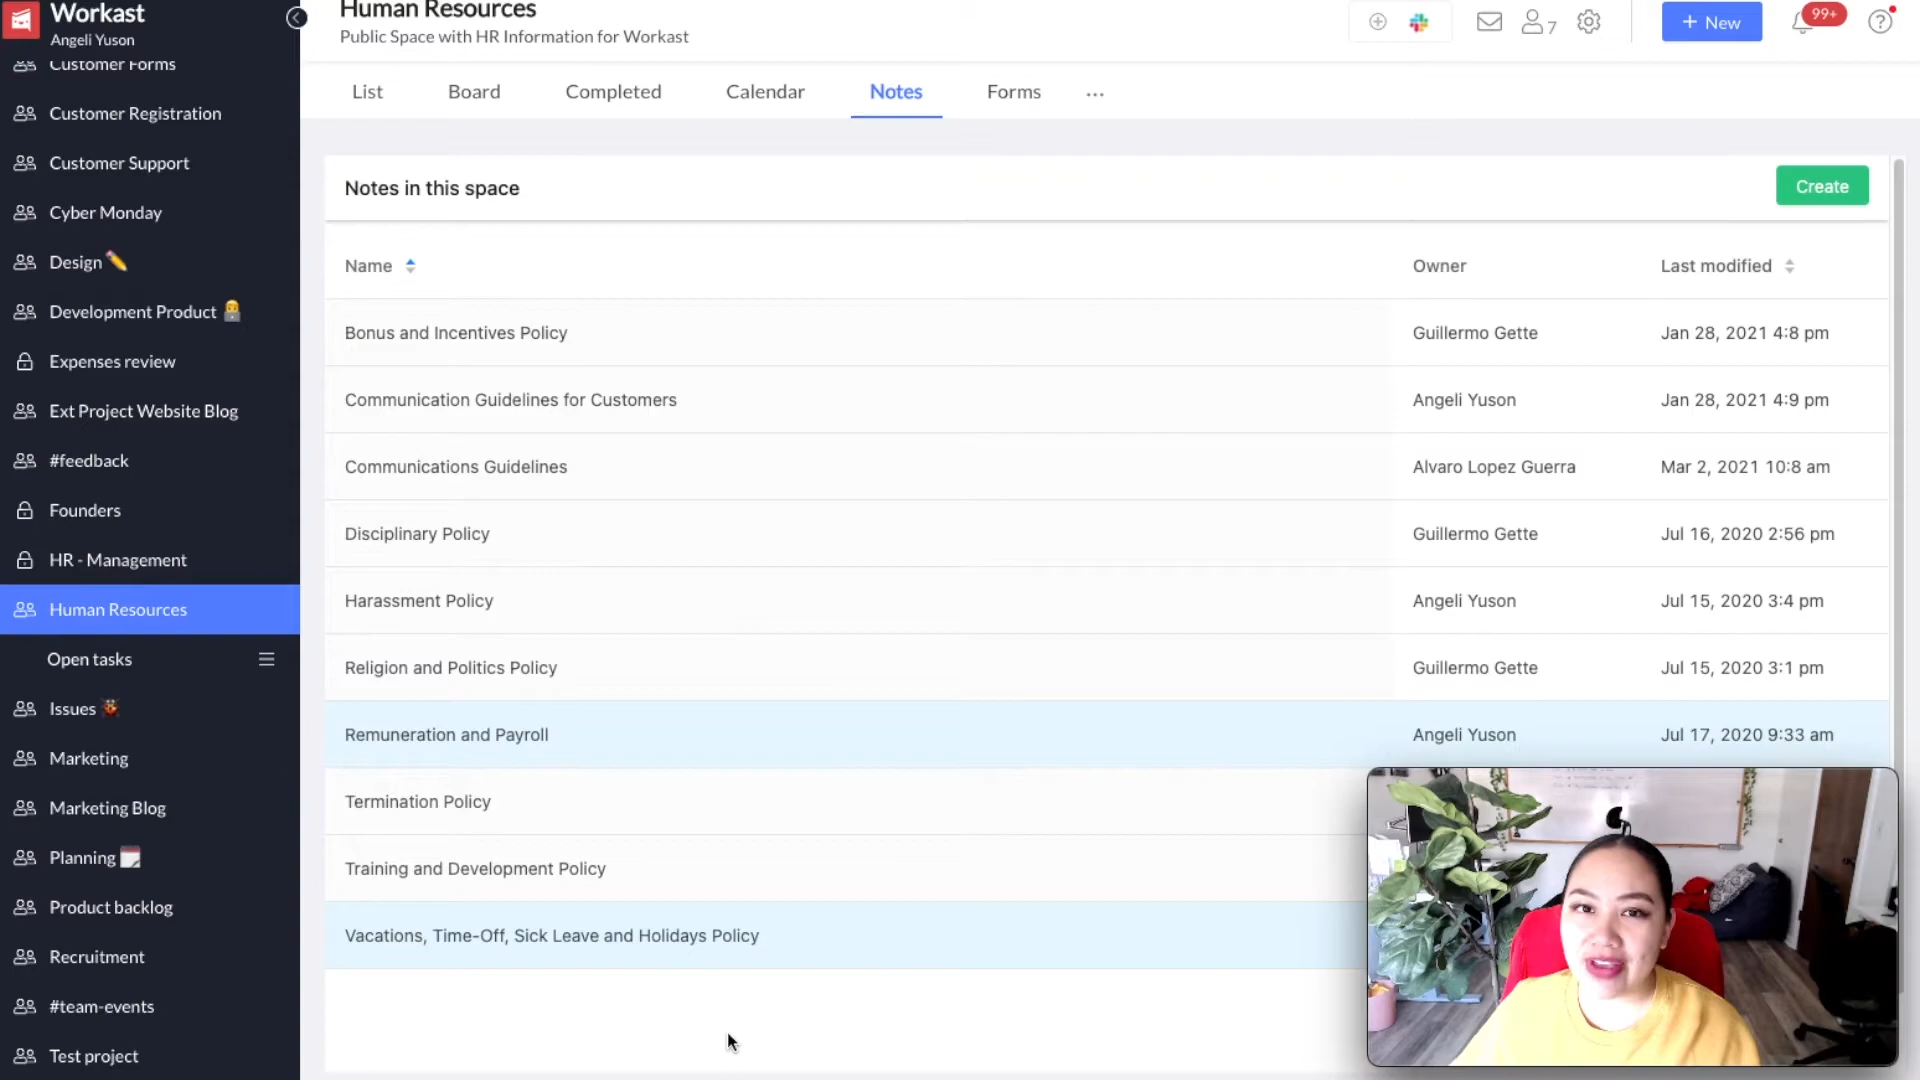 Workast
Angeli Yuson
Customer Forms
Customer Registration
Customer Support
Cyber Monday
Design
Development Product
Expenses review
Ext Project Website Blog
#feedback
Founders
HR - Management
Human Resources
Open tasks
Issues
Marketing
Marketing Blog
Planning
Product backlog
Recruitment
#team-events
Test project
Human Resources
Public Space with HR Information for Workast
7
+ New
99+
List Board Completed Calendar Notes Forms ...
Notes in this space
Create
Name Owner Last modified
Bonus and Incentives Policy Guillermo Gette Jan 28, 2021 4:8 pm
Communication Guidelines for Customers Angeli Yuson Jan 28, 2021 4:9 pm
Communications Guidelines Alvaro Lopez Guerra Mar 2, 2021 10:8 am
Disciplinary Policy Guillermo Gette Jul 16, 2020 2:56 pm
Harassment Policy Angeli Yuson Jul 15, 2020 3:4 pm
Religion and Politics Policy Guillermo Gette Jul 15, 2020 3:1 pm
Remuneration and Payroll Angeli Yuson Jul 17, 2020 9:33 am
Termination Policy
Training and Development Policy
Vacations, Time-Off, Sick Leave and Holidays Policy